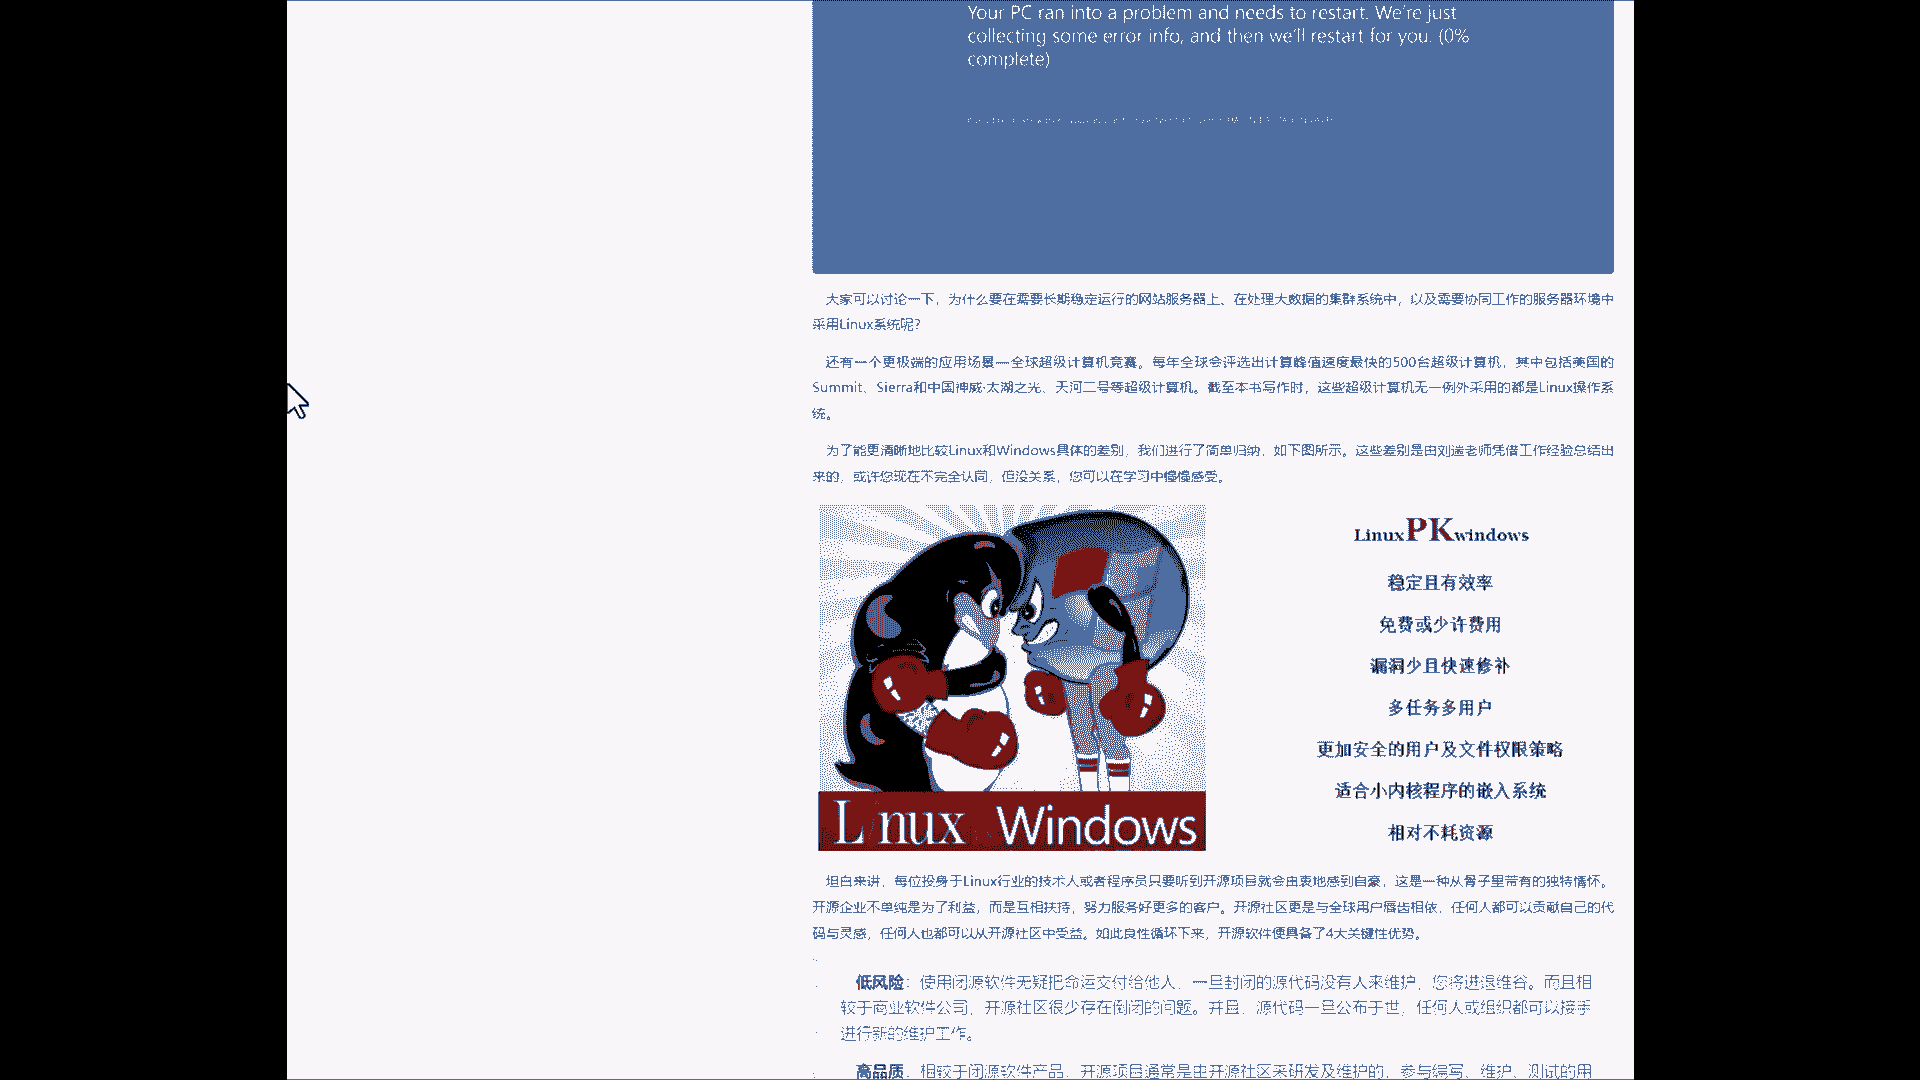 Your PC ran into a problem and needs to restart. We're just
collecting some error info, and then we'll restart for you. (0%
complete)
大家可以讨论一下，为什么要在需要长期稳定运行的网站服务器上、在处理大数据的集群系统中，以及需要协同工作的服务器环境中
采用Linux系统呢？
还有一个更极端的应用场景—全球超级计算机竞赛。每年全球会评选出计算峰值速度最快的500台超级计算机，其中包括美国的
Summit、Sierra和中国神威·太湖之光、天河二号等超级计算机。截至本书写作时，这些超级计算机无一例外采用的都是Linux操作系
统。
为了能更清晰地比较Linux和Windows具体的差别，我们进行了简单归纳，如下图所示。这些差别是由刘遄老师凭借工作经验总结出
来的，或许您现在不完全认同，但没关系，您可以在学习中慢慢感受。
Linux PK windows
稳定且有效率
免费或少许费用
漏洞少且快速修补
多任务多用户
更加安全的用户及文件权限策略
适合小内核程序的嵌入系统
相对不耗资源
Linux Windows
坦白来讲，每位投身于Linux行业的技术人或者程序员只要听到开源项目就会由衷地感到自豪，这是一种从骨子里带有的独特情怀。
开源企业不单纯是为了利益，而是互相扶持，努力服务好更多的客户。开源社区更是与全球用户唇齿相依，任何人都可以贡献自己的代
码与灵感，任何人也都可以从开源社区中受益。如此良性循环下来，开源软件便具备了4大关键性优势。
低风险：使用闭源软件无疑把命运交付给他人，一旦封闭的源代码没有人来维护，您将进退维谷。而且相
较于商业软件公司，开源社区很少存在倒闭的问题。并且，源代码一旦公布于世，任何人或组织都可以接手
进行新的维护工作。
高品质：相较于闭源软件产品，开源项目通常是由开源社区来研发及维护的，参与编写、维护、测试的用